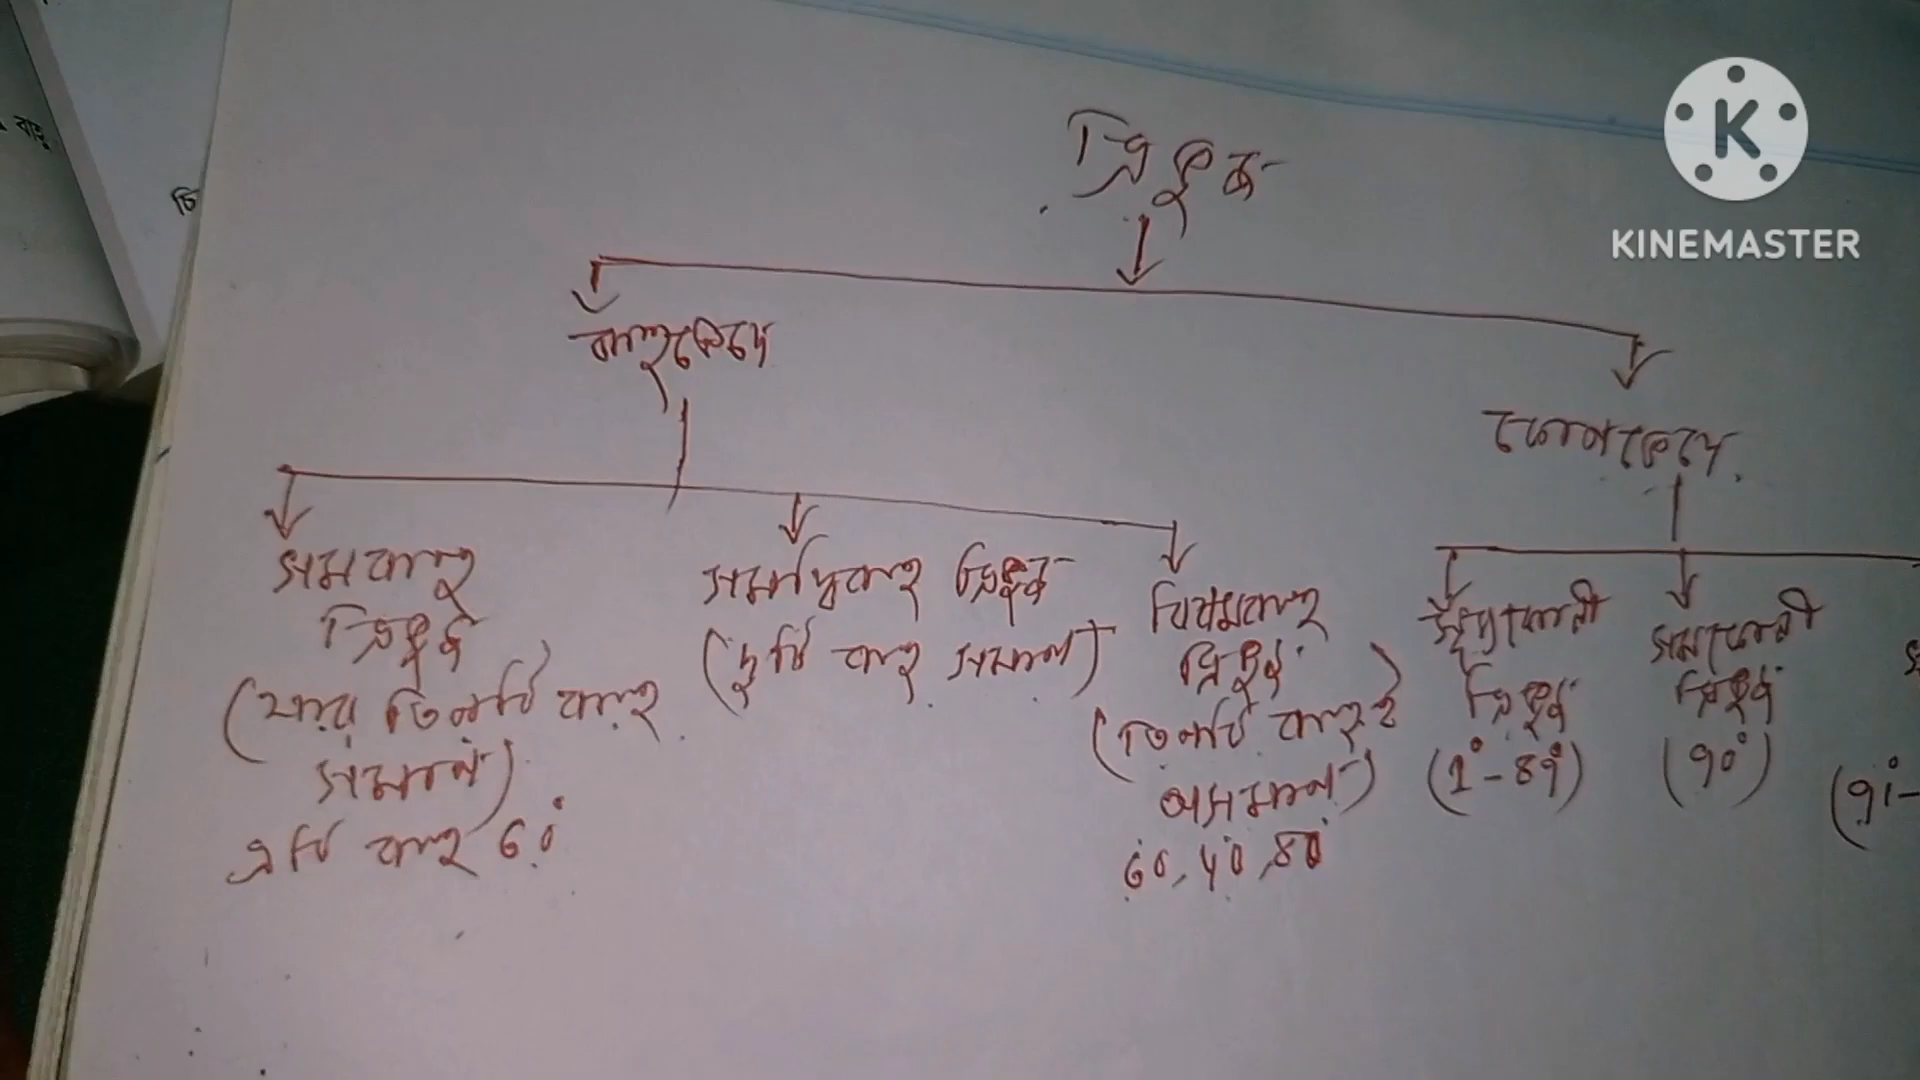 ত্রিভুজ
KINEMASTER
বাহুভেদে
কোণভেদে
সমবাহু
ত্রিভুজ
(যার তিনটি বাহু
সমান)
প্রতি বাহু 60°
সমদ্বিবাহু ত্রিভুজ
(দুটি বাহু সমান)
বিষমবাহু
ত্রিভুজ
(তিনটি বাহুই
অসমান)
60, 40, 80
সূক্ষ্মকোণী
ত্রিভুজ
(1°-89°)
সমকোণী
ত্রিভুজ
(90°)
(91-